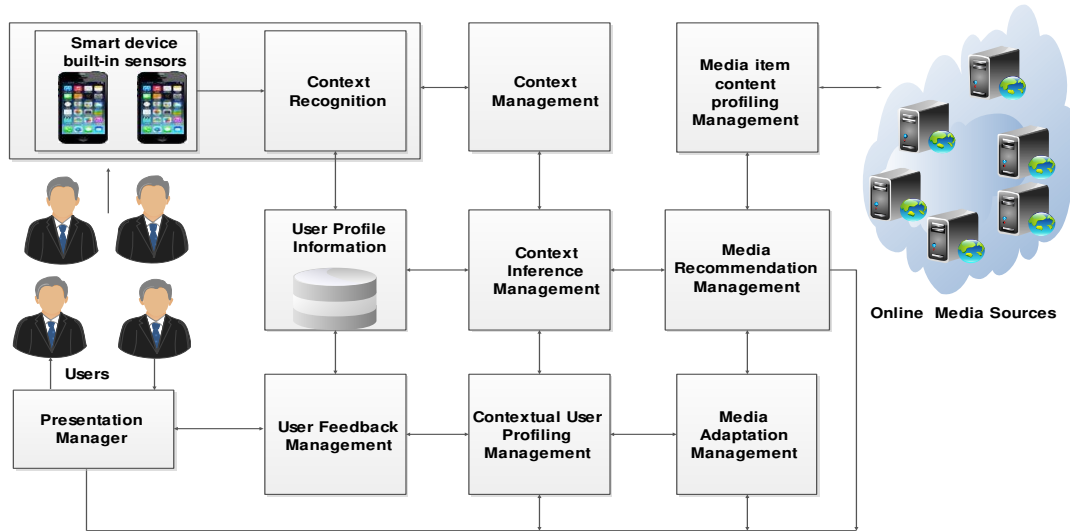 Smart device
built-in sensors
Context
Recognition
Context
Management
Media item
content
profiling
Management
User Profile
Information
Context
Inference
Management
Media
Recommendation
Management
Online Media Sources
Users
Presentation
Manager
User Feedback
Management
Contextual User
Profiling
Management
Media
Adaptation
Management